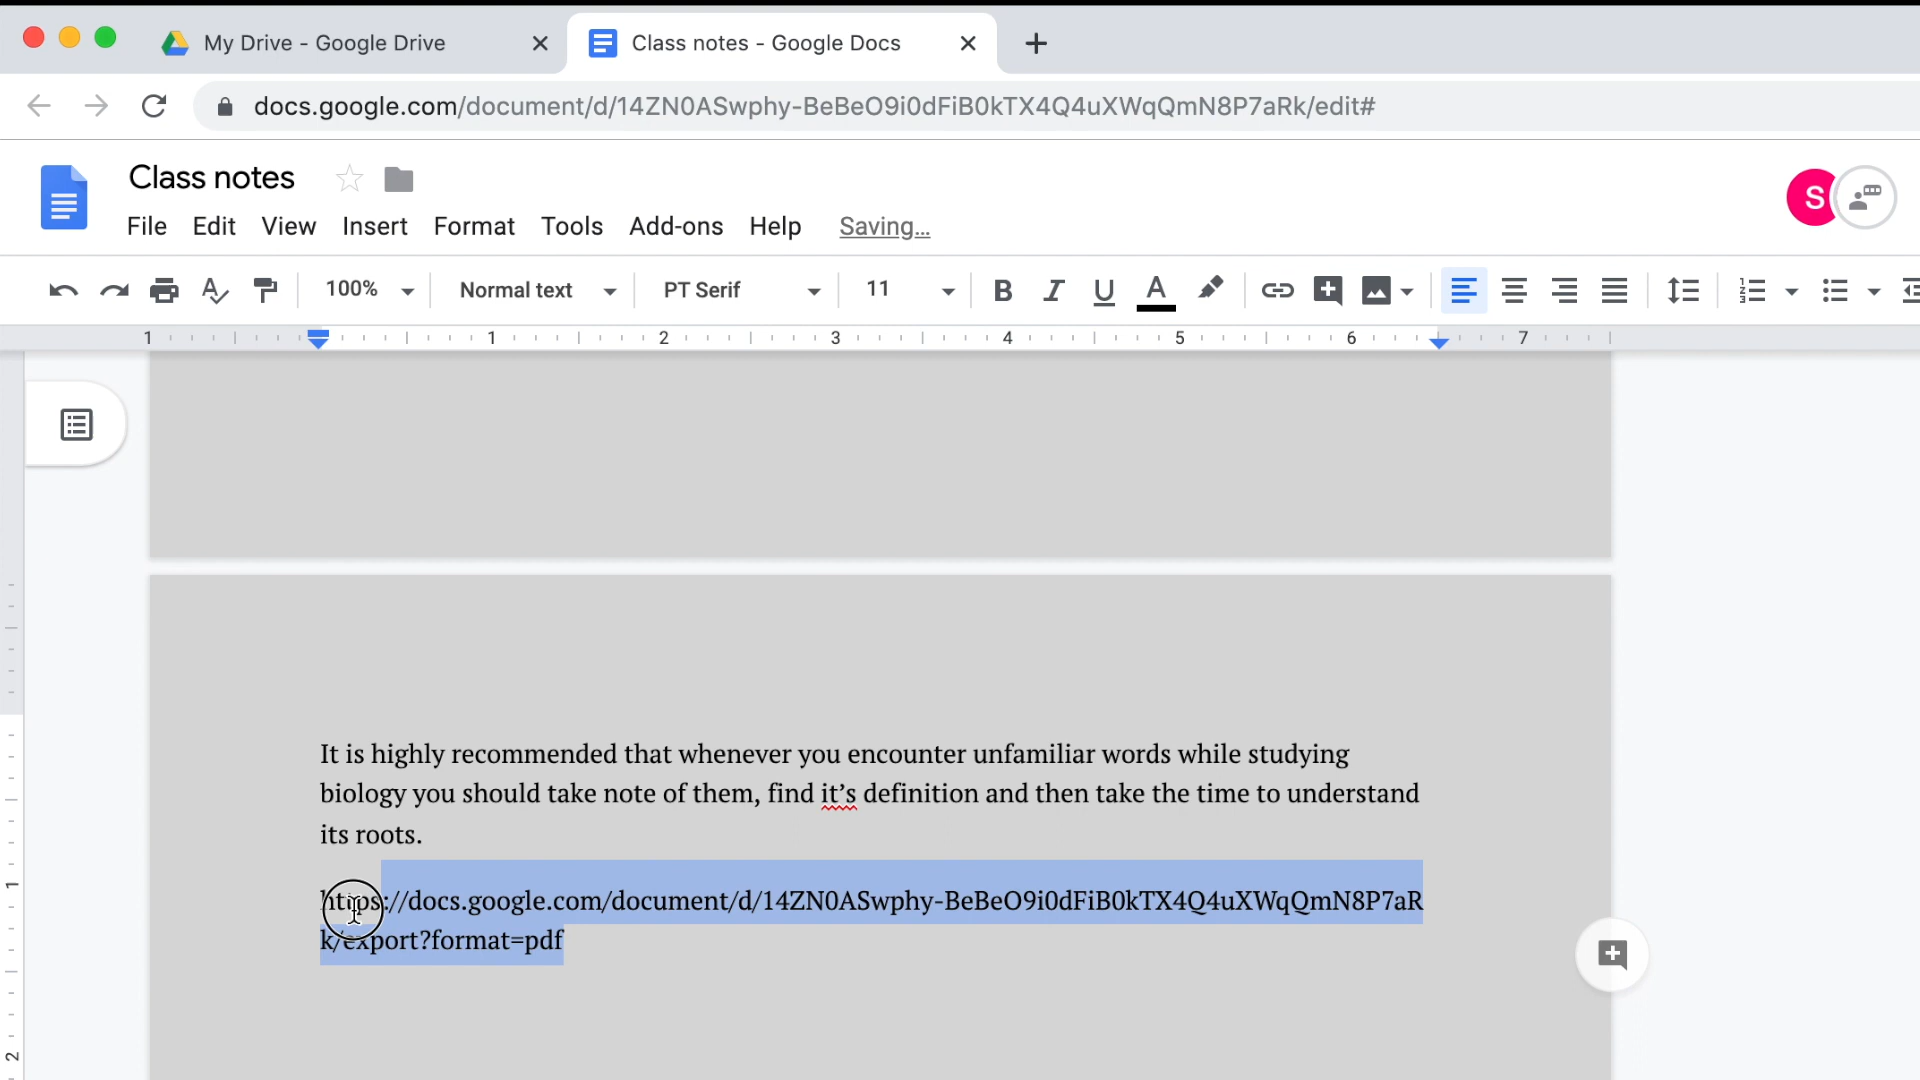 My Drive - Google Drive
Class notes - Google Docs
docs.google.com/document/d/14ZN0ASwphy-BeBeO9i0dFiB0kTX4Q4uXWqQmN8P7aRk/edit#
Class notes
File Edit View Insert Format Tools Add-ons Help Saving...
S
100% Normal text PT Serif 11 B I U A
1 1 2 3 4 5 6 7
It is highly recommended that whenever you encounter unfamiliar words while studying
biology you should take note of them, find it’s definition and then take the time to understand
its roots.
https://docs.google.com/document/d/14ZN0ASwphy-BeBeO9i0dFiB0kTX4Q4uXWqQmN8P7aR
k/export?format=pdf
1
2